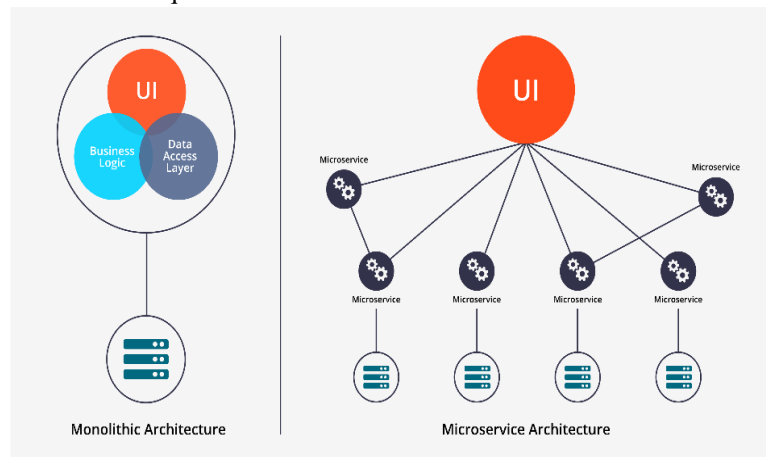 UI
Business
Logic
Data
Access
Layer
Monolithic Architecture
UI
Microservice
Microservice
Microservice
Microservice
Microservice
Microservice
Microservice Architecture